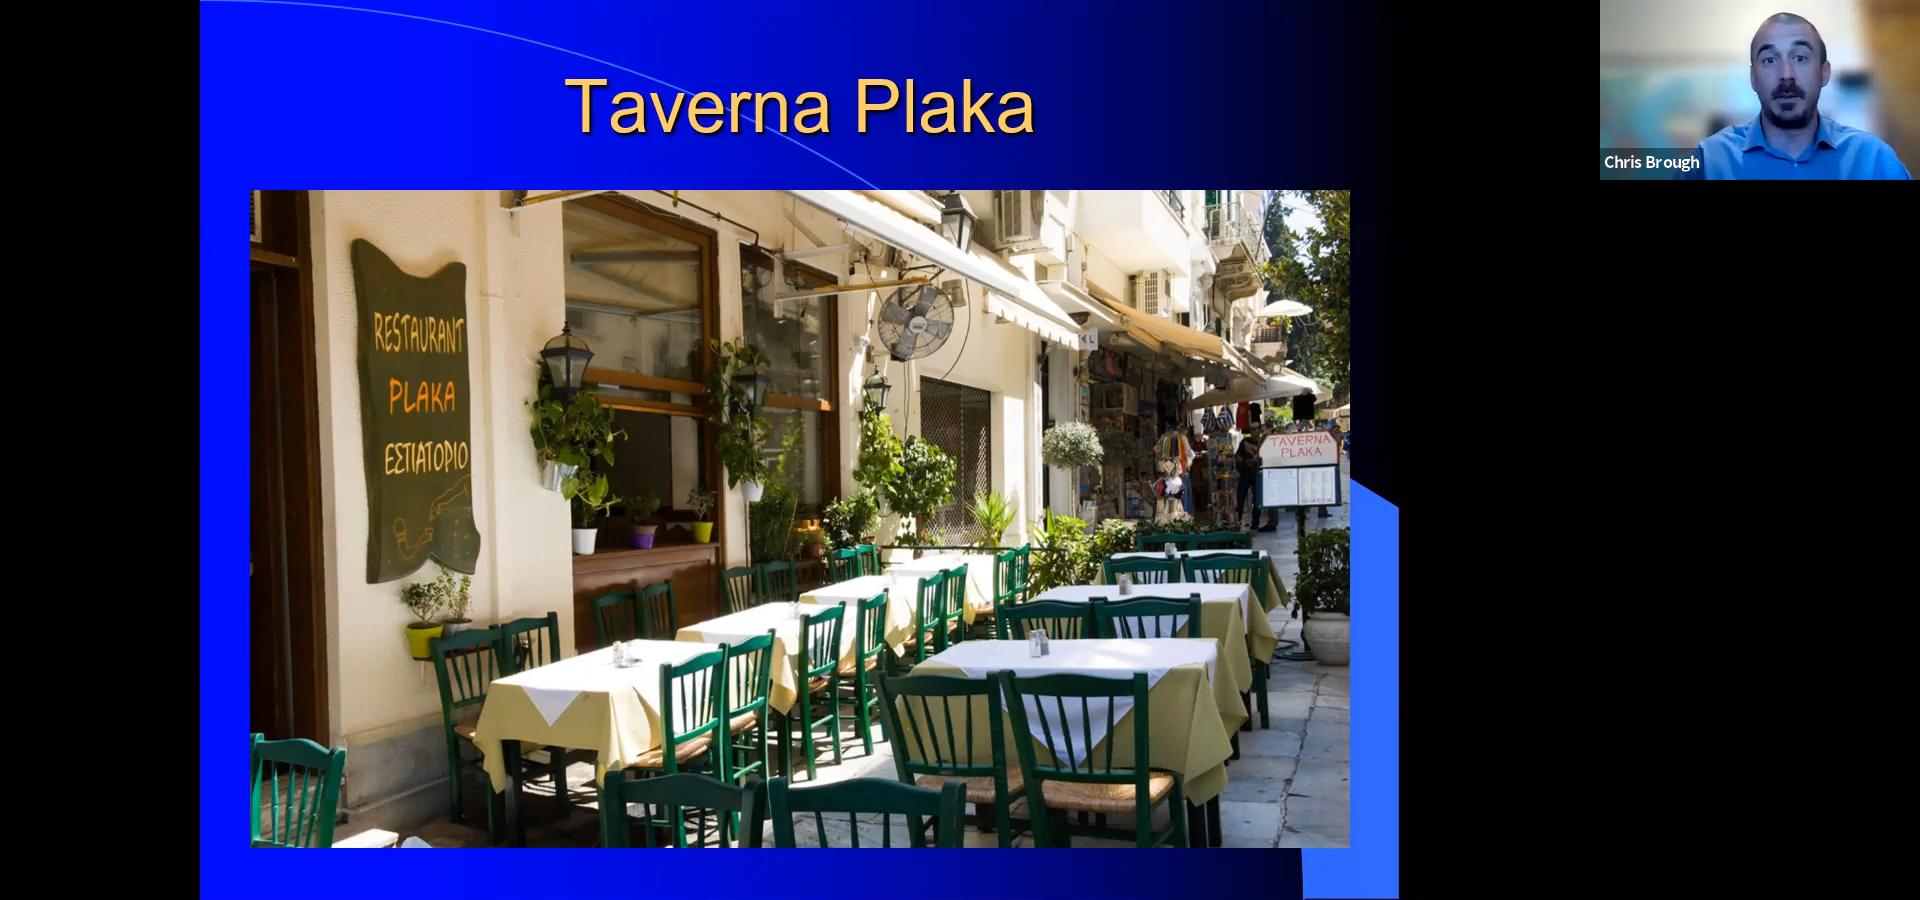 Taverna Plaka
Chris Brough
RESTAURANT
PLAKA
ΕΣΤΙΑΤΟΡΙΟ
TAVERNA
PLAKA